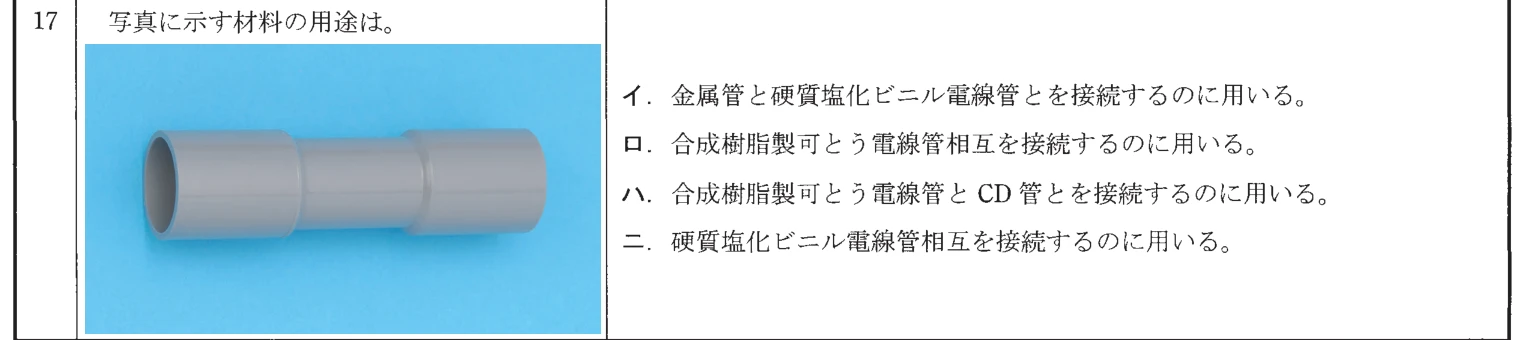 17
写真に示す材料の用途は。
イ. 金属管と硬質塩化ビニル電線管とを接続するのに用いる。
ロ. 合成樹脂製可とう電線管相互を接続するのに用いる。
ハ. 合成樹脂製可とう電線管と CD 管とを接続するのに用いる。
ニ. 硬質塩化ビニル電線管相互を接続するのに用いる。